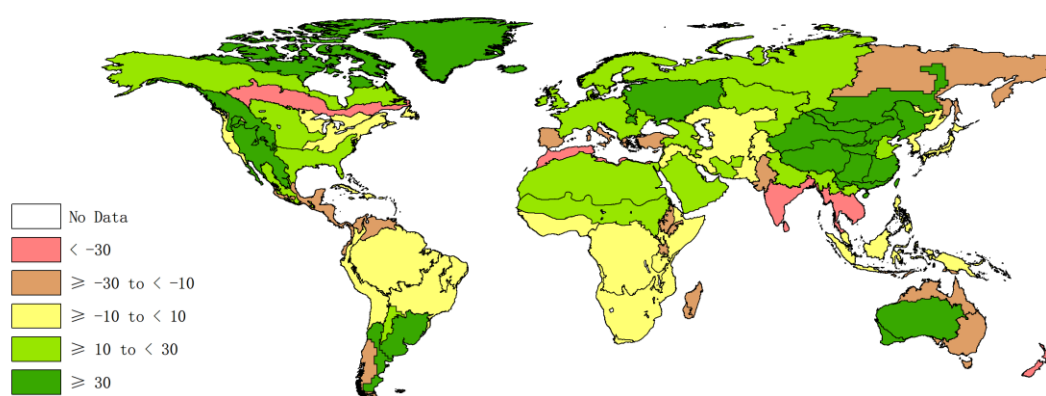 No Data
< -30
≥ -30 to < -10
≥ -10 to < 10
≥ 10 to < 30
≥ 30